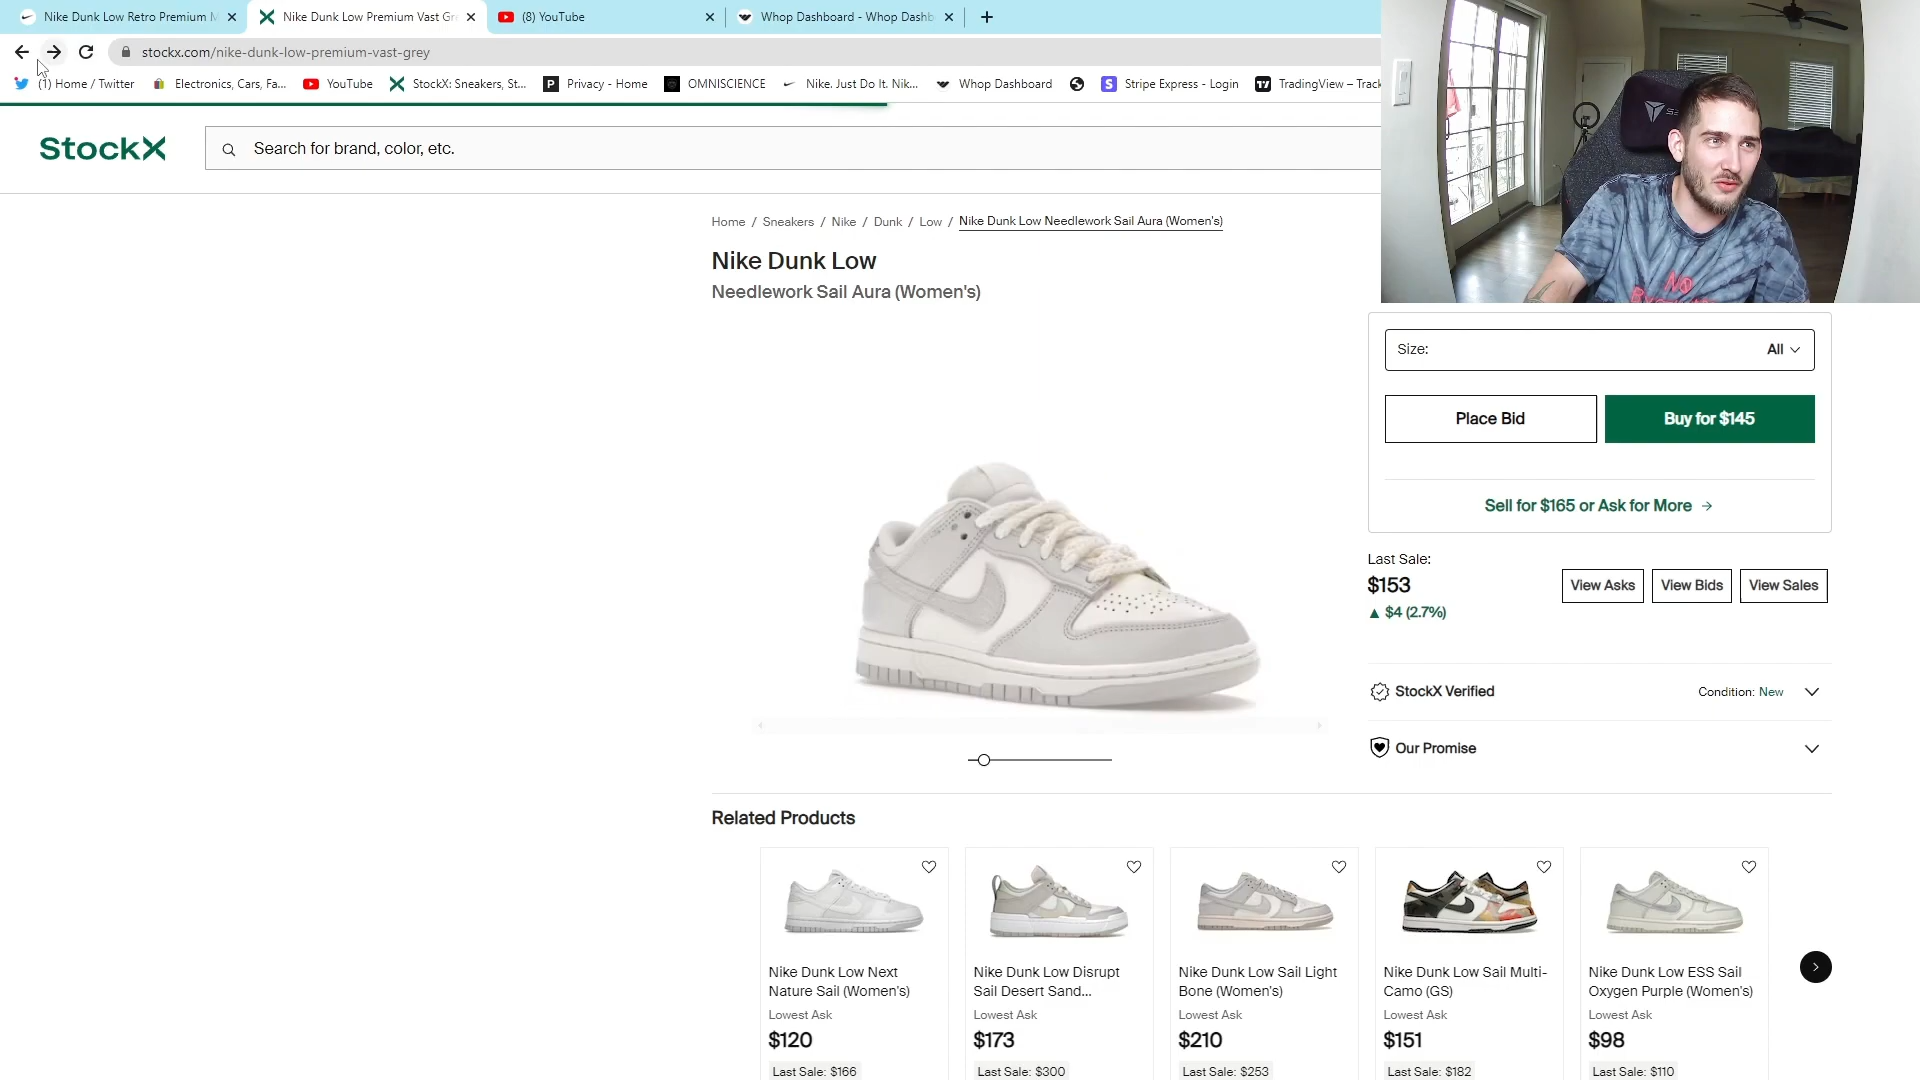 Nike Dunk Low Retro Premium M
Nike Dunk Low Premium Vast Gre
(8) YouTube
Whop Dashboard - Whop Dashb
stockx.com/nike-dunk-low-premium-vast-grey
(1) Home / Twitter
Electronics, Cars, Fa...
YouTube
StockX: Sneakers, St...
P
Privacy - Home
OMNISCIENCE
Nike. Just Do It. Nik...
Whop Dashboard
S
Stripe Express - Login
TradingView – Track
StockX
Search for brand, color, etc.
NO
Home / Sneakers / Nike / Dunk / Low / Nike Dunk Low Needlework Sail Aura (Women's)
Nike Dunk Low
Needlework Sail Aura (Women's)
Size:
All
Place Bid
Buy for $145
Sell for $165 or Ask for More
Last Sale:
$153
▲ $4 (2.7%)
View Asks
View Bids
View Sales
StockX Verified
Condition: New
Our Promise
Related Products
Nike Dunk Low Next
Nature Sail (Women's)
Lowest Ask
$120
Last Sale: $166
Nike Dunk Low Disrupt
Sail Desert Sand...
Lowest Ask
$173
Last Sale: $300
Nike Dunk Low Sail Light
Bone (Women's)
Lowest Ask
$210
Last Sale: $253
Nike Dunk Low Sail Multi-
Camo (GS)
Lowest Ask
$151
Last Sale: $182
Nike Dunk Low ESS Sail
Oxygen Purple (Women's)
Lowest Ask
$98
Last Sale: $110